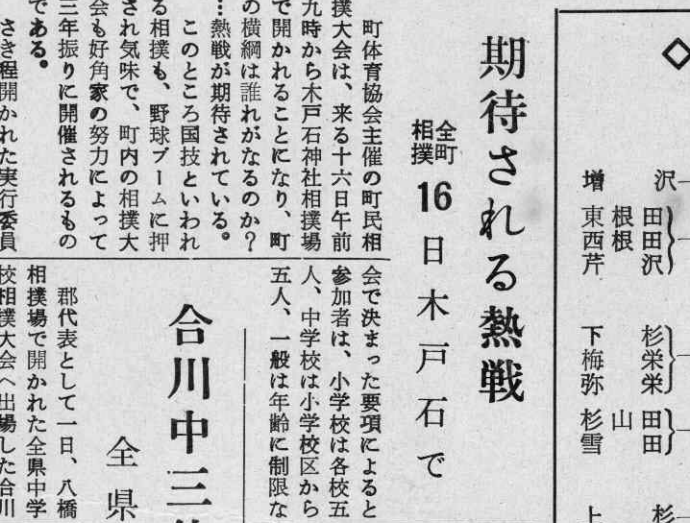 ◇
増沢
東根田
西根田
芹沢
下杉
梅栄
弥栄
杉山田
雪田
上杉
期待される熱戦
全町相撲
16日木戸石で
町体育協会主催の町民相
撲大会は、来る十六日午前
九時から木戸石神社相撲場
で開かれることになり、町
の横綱は誰れがなるのか?
…熱戦が期待されている。
このところ国技といわれ
る相撲も、野球ブームに押
され気味で、町内の相撲大
会も好角家の努力によって
三年振りに開催されるもの
である。
さき程開かれた実行委員
会で決まった要項によると
参加者は、小学校は各校五
人、中学校は小学校区から
五人、一般は年齢に制限な
合川中三
全県
郡代表として一日、八橋
相撲場で開かれた全県中学
校相撲大会へ出場した合川